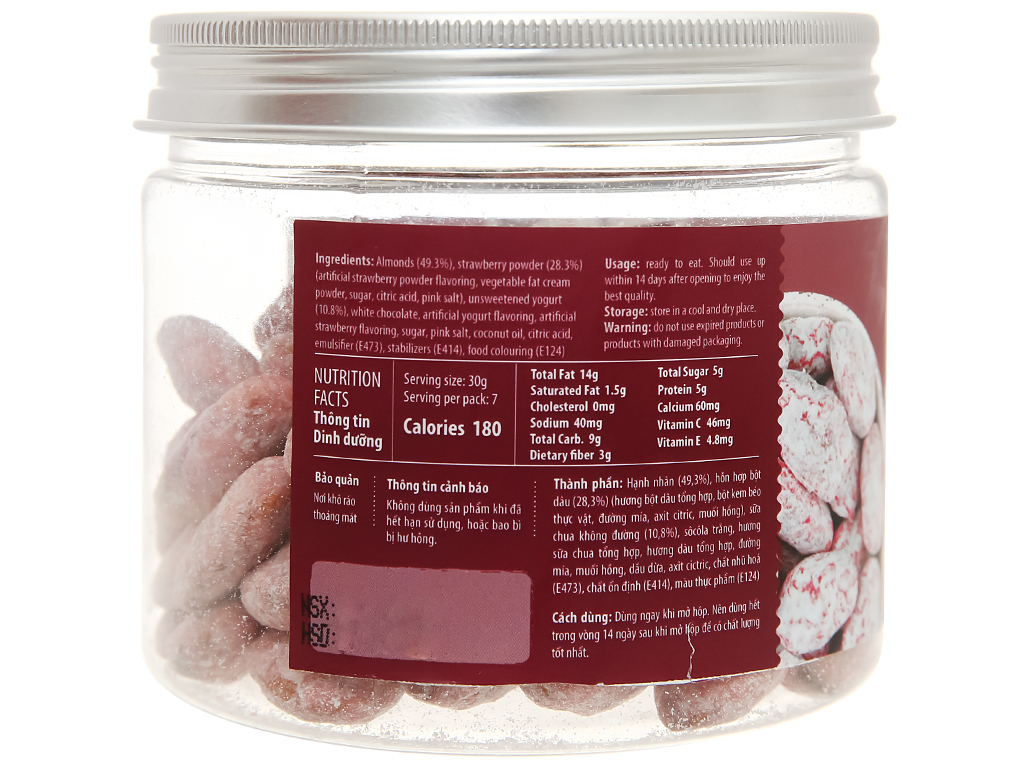 Ingredients: Almonds (49.3%), strawberry powder (28.3%)
(artificial strawberry powder flavoring, vegetable fat cream
powder, sugar, citric acid, pink salt), unsweetened yogurt
(10.8%), white chocolate, artificial yogurt flavoring, artificial
strawberry flavoring, sugar, pink salt, coconut oil, citric acid,
emulsifier (E473), stabilizers (E414), food colouring (E124)
Usage: ready to eat. Should use up
within 14 days after opening to enjoy the
best quality.
Storage: store in a cool and dry place.
Warning: do not use expired products or
products with damaged packaging.
NUTRITION
FACTS
Thông tin
Dinh dưỡng
Serving size: 30g
Serving per pack: 7
Calories 180
Total Fat 14g
Saturated Fat 1.5g
Cholesterol 0mg
Sodium 40mg
Total Carb. 9g
Dietary fiber 3g
Total Sugar 5g
Protein 5g
Calcium 60mg
Vitamin C 46mg
Vitamin E 4.8mg
Bảo quản
Nơi khô ráo
thoáng mát
Thông tin cảnh báo
Không dùng sản phẩm khi đã
hết hạn sử dụng, hoặc bao bì
bị hư hỏng.
Thành phần: Hạnh nhân (49,3%), hỗn hợp bột
dâu (28,3%) (hương bột dâu tổng hợp, bột kem béo
thực vật, đường mía, axit citric, muối hồng), sữa
chua không đường (10,8%), sôcôla trắng, hương
sữa chua tổng hợp, hương dâu tổng hợp, đường
mía, muối hồng, dầu dừa, axit cictric, chất nhũ hoá
(E473), chất ổn định (E414), màu thực phẩm (E124)
Cách dùng: Dùng ngay khi mở hộp. Nên dùng hết
trong vòng 14 ngày sau khi mở hộp để có chất lượng
tốt nhất.
NSX:
HSD: